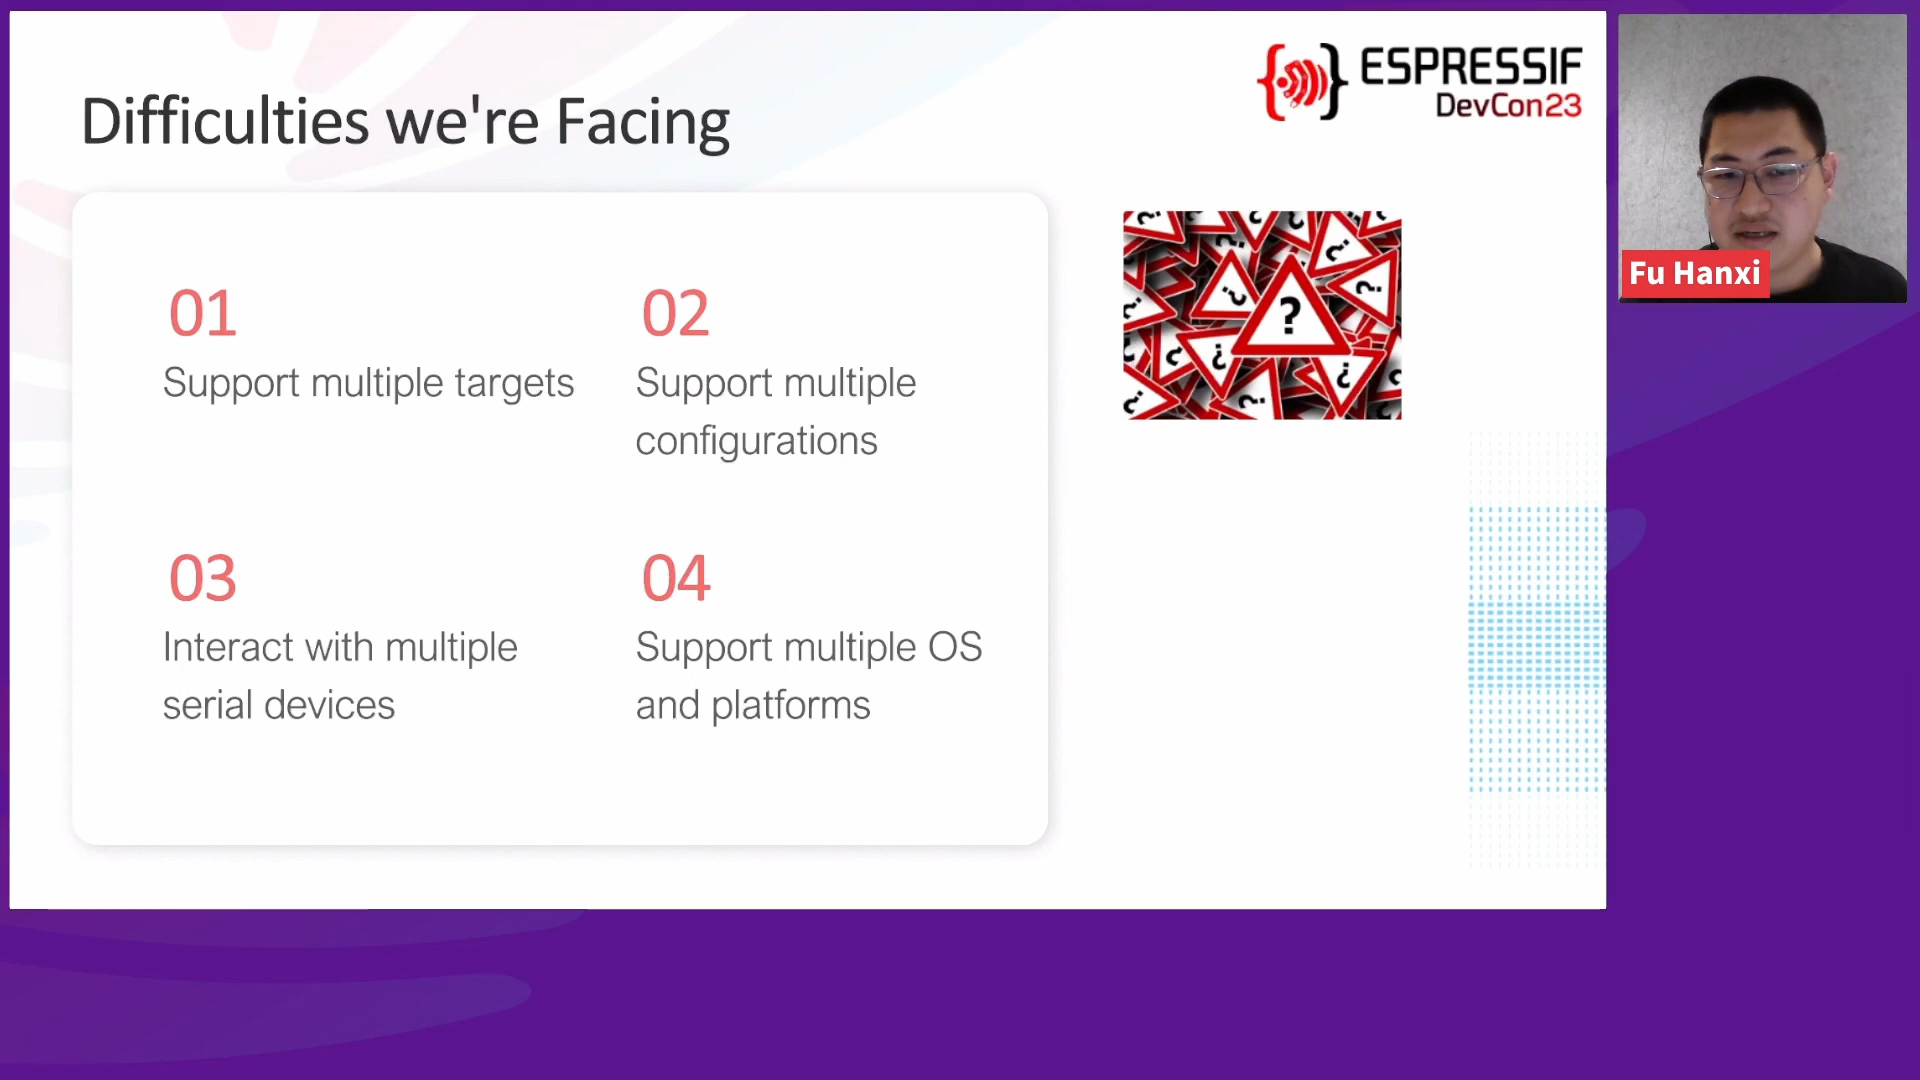 Difficulties we're Facing
ESPRESSIF
DevCon23
01
Support multiple targets
02
Support multiple
configurations
03
Interact with multiple
serial devices
04
Support multiple OS
and platforms
?
Fu Hanxi